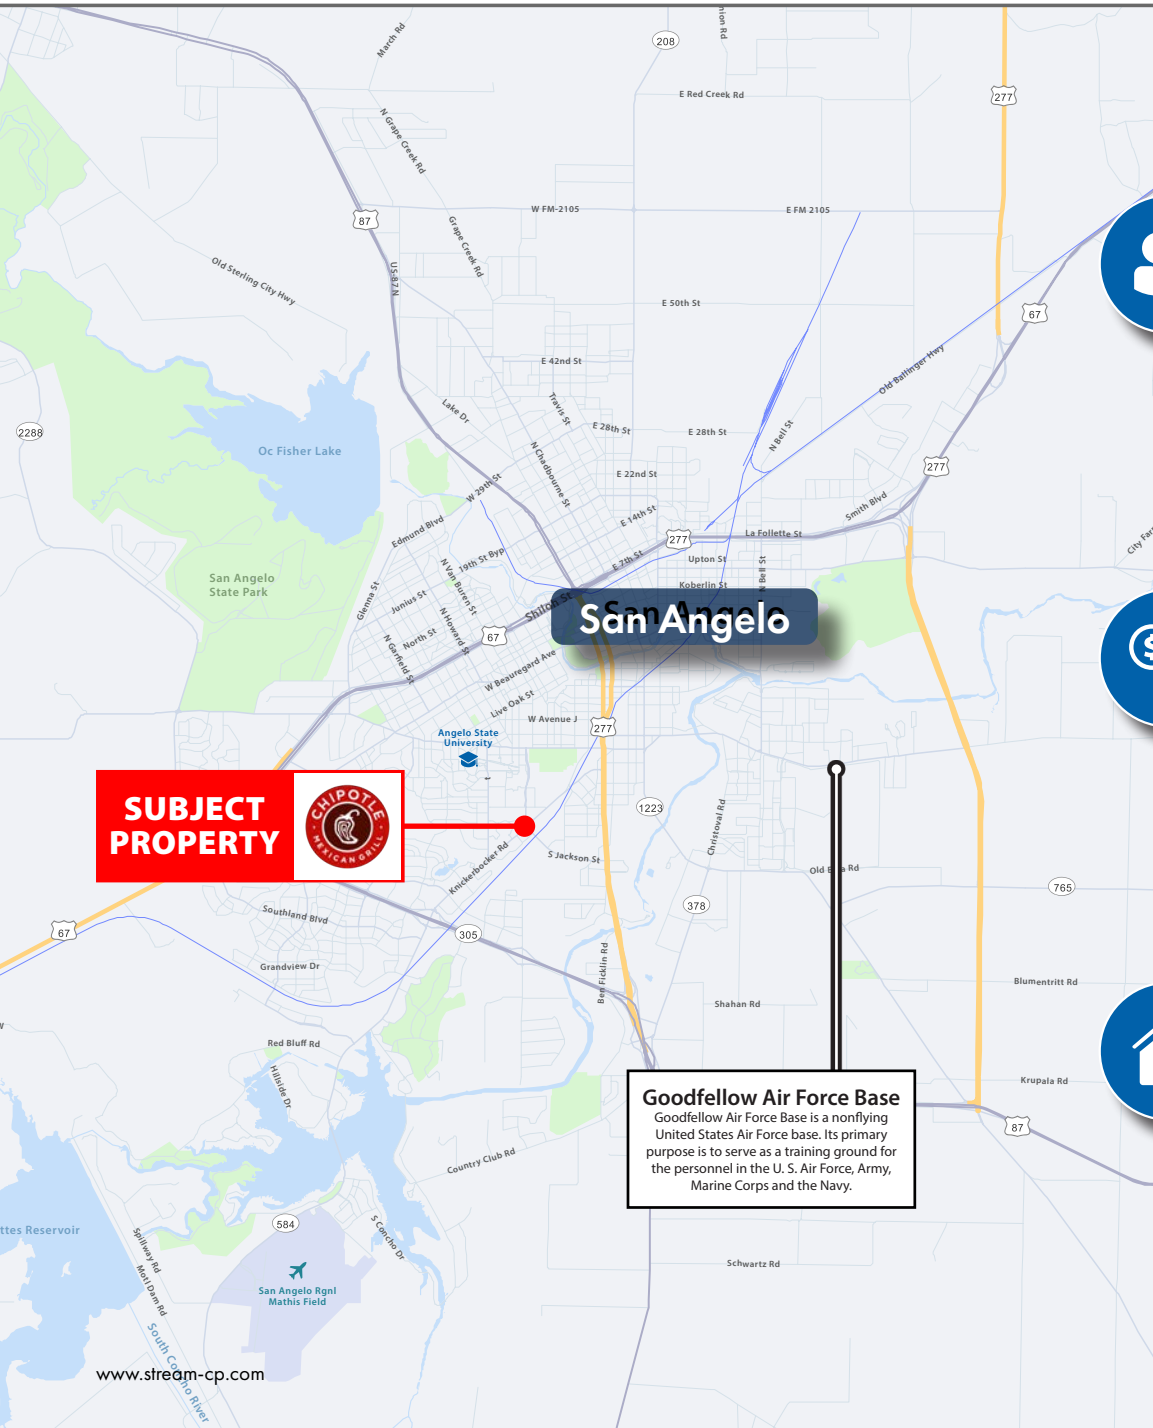 March Rd
nion Rd
208
E Red Creek Rd
277
N Grape Creek Rd
W FM-2105
E FM 2105
87
Grape Creek Rd
Old Sterling City Hwy
US-87 N
E 50th St
67
E 42nd St
Old Ballinger Hwy
Lake Dr
Travis St
2288
E 28th St
E 28th St
N Bell St
Oc Fisher Lake
N Chadbourne St
E 22nd St
277
W 29th St
Smith Blvd
E 14th St
Edmund Blvd
277
La Follette St
City Far
19th St Byp
E 7th St
Upton St
N Bell St
San Angelo
State Park
Glenna St
N Van Buren St
Koberlin St
Junius St
Shiloh St
San Angelo
San Angelo
N Howard St
North St
67
N Garfield St
W Beauregard Ave
Live Oak St
W Avenue J
277
Angelo State
University
SUBJECT
PROPERTY
CHIPOTLE
MEXICAN GRILL
1223
Christoval Rd
S Jackson St
Knickerbocker Rd
765
378
Southland Blvd
67
305
Grandview Dr
Ben Ficklin Rd
Blumentritt Rd
Shahan Rd
Red Bluff Rd
Hillside Dr
Krupala Rd
Goodfellow Air Force Base
Goodfellow Air Force Base is a nonflying
United States Air Force base. Its primary
purpose is to serve as a training ground for
the personnel in the U. S. Air Force, Army,
Marine Corps and the Navy.
87
Country Club Rd
584
S Concho Dr
ttes Reservoir
Spillway Rd
Motl Dam Rd
Schwartz Rd
San Angelo Rgnl
Mathis Field
South Concho River
www.stream-cp.com